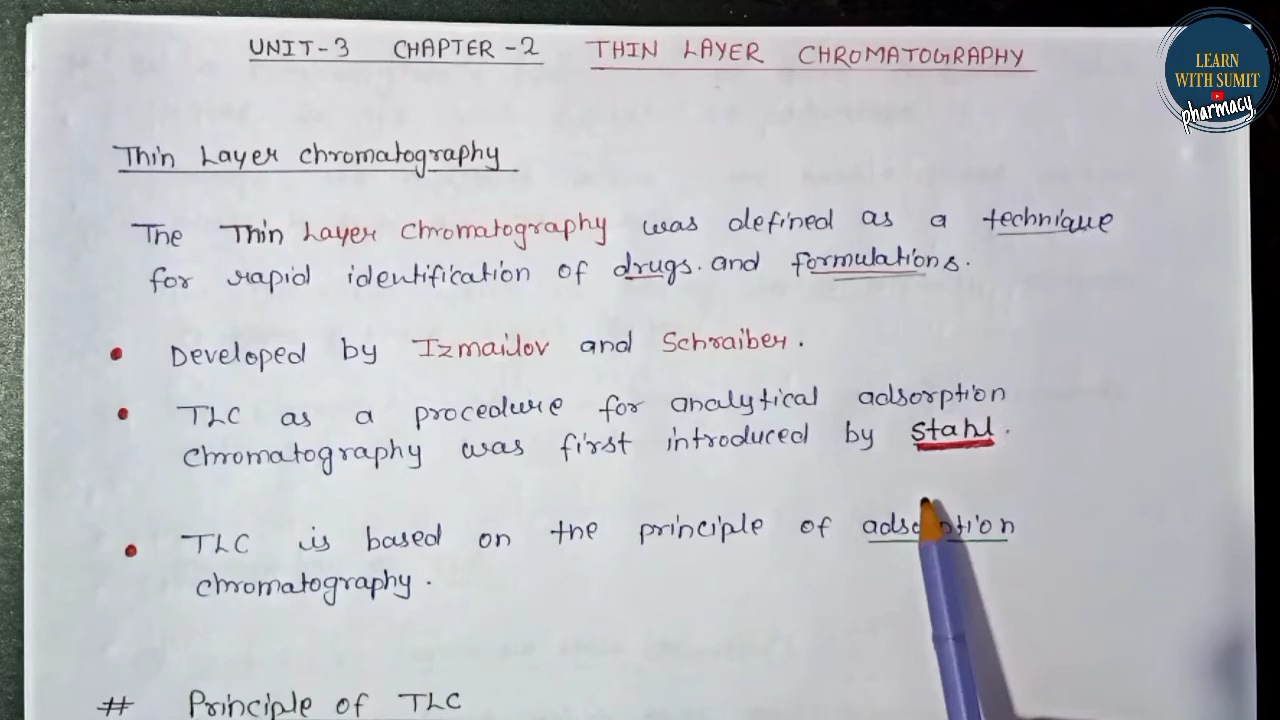 UNIT-3 CHAPTER-2 THIN LAYER CHROMATOGRAPHY
LEARN
WITH SUMIT
pharmacy
Thin Layer chromatography
The Thin Layer chromatography was defined as a technique
for rapid identification of drugs. and formulations.
Developed by Izmailov and Schraiber.
TLC as a procedure for analytical adsorption
chromatography was first introduced by Stahl.
TLC is based on the principle of adsorption
chromatography.
# Principle of TLC